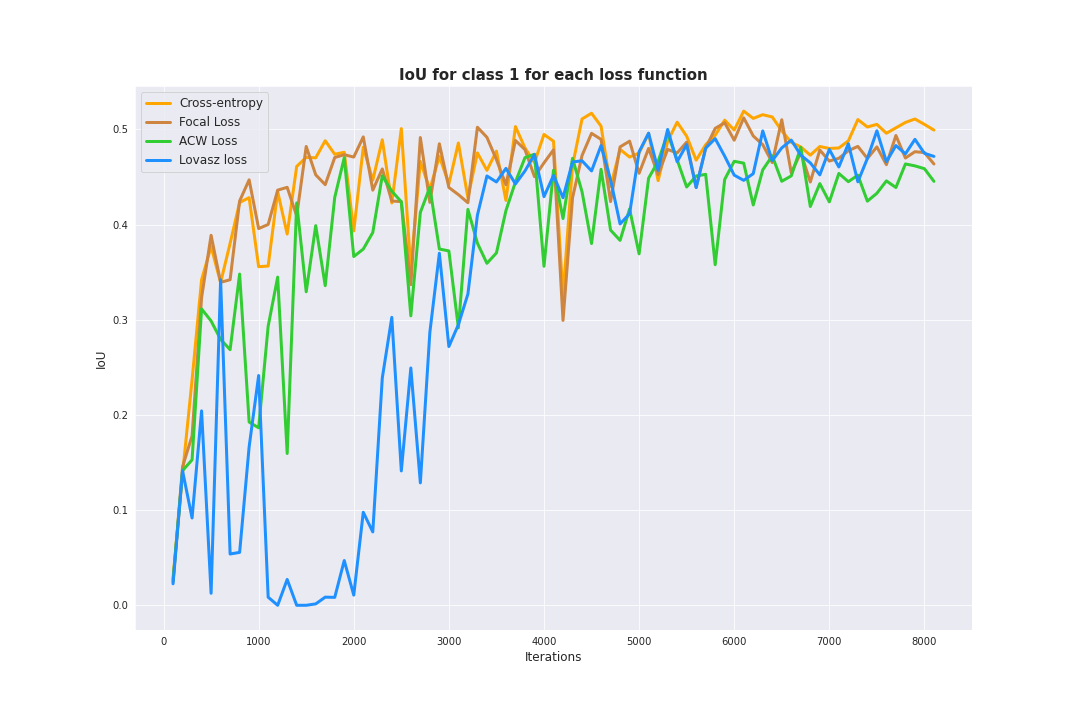 IoU for class 1 for each loss function
Cross-entropy
Focal Loss
ACW Loss
Lovasz loss
0.5
0.4
0.3
0.2
0.1
0.0
IoU
0 1000 2000 3000 4000 5000 6000 7000 8000
Iterations